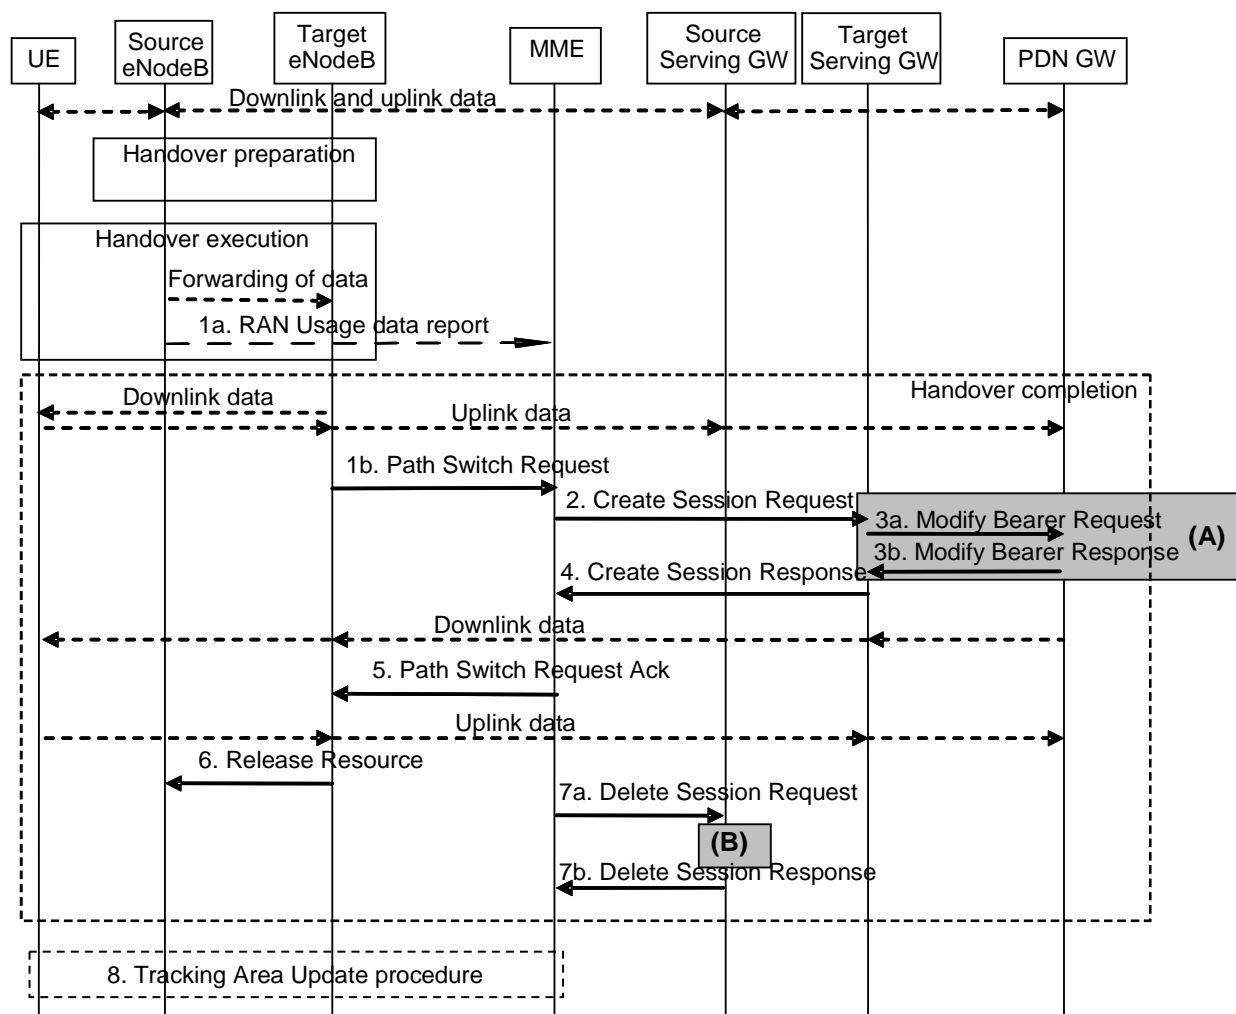 UE
Source
eNodeB
Target
eNodeB
MME
Source
Serving GW
Target
Serving GW
PDN GW
Downlink and uplink data
Handover preparation
Handover execution
Forwarding of data
1a. RAN Usage data report
Handover completion
Downlink data
Uplink data
1b. Path Switch Request
2. Create Session Request
3a. Modify Bearer Request
(A)
3b. Modify Bearer Response
4. Create Session Response
Downlink data
5. Path Switch Request Ack
Uplink data
6. Release Resource
7a. Delete Session Request
(B)
7b. Delete Session Response
8. Tracking Area Update procedure